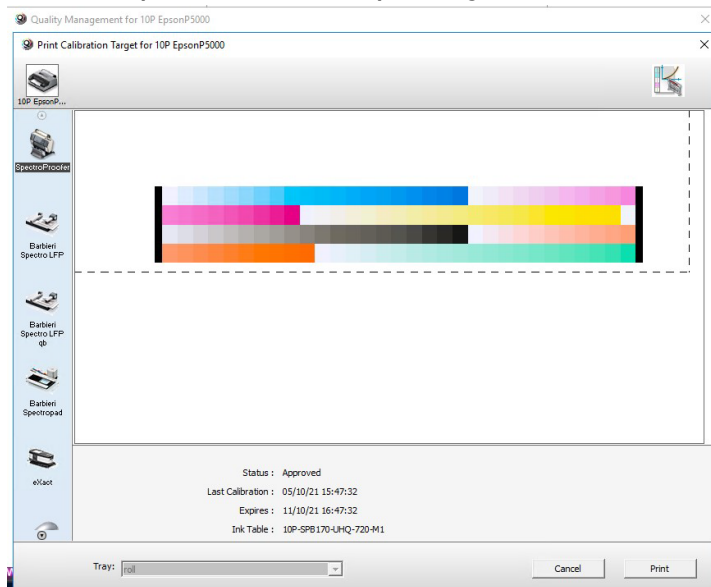 Quality Management for 10P EpsonP5000
Print Calibration Target for 10P EpsonP5000
10P EpsonP...
SpectroProofer
Barbieri
Spectro LFP
Barbieri
Spectro LFP
qb
Barbieri
Spectropad
eXact
Status : Approved
Last Calibration : 05/10/21 15:47:32
Expires : 11/10/21 16:47:32
Ink Table : 10P-SPB170-UHQ-720-M1
Tray: roll
Cancel Print